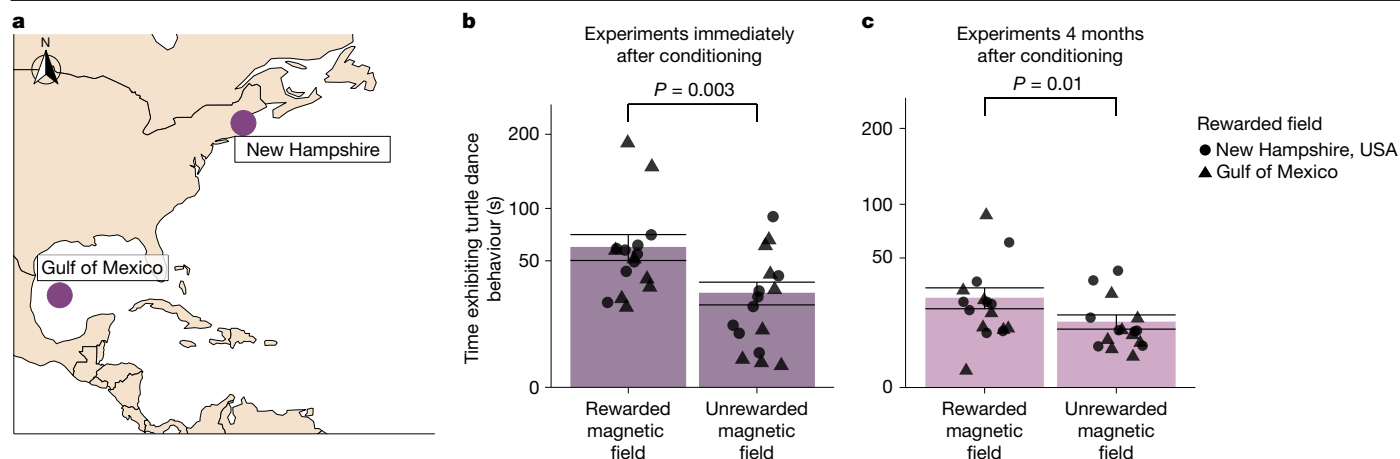 a
N
New Hampshire
Gulf of Mexico
b
Experiments immediately
after conditioning
P = 0.003
Time exhibiting turtle dance
behaviour (s)
200
100
50
0
Rewarded
magnetic
field
Unrewarded
magnetic
field
c
Experiments 4 months
after conditioning
P = 0.01
200
100
50
0
Rewarded
magnetic
field
Unrewarded
magnetic
field
Rewarded field
New Hampshire, USA
Gulf of Mexico